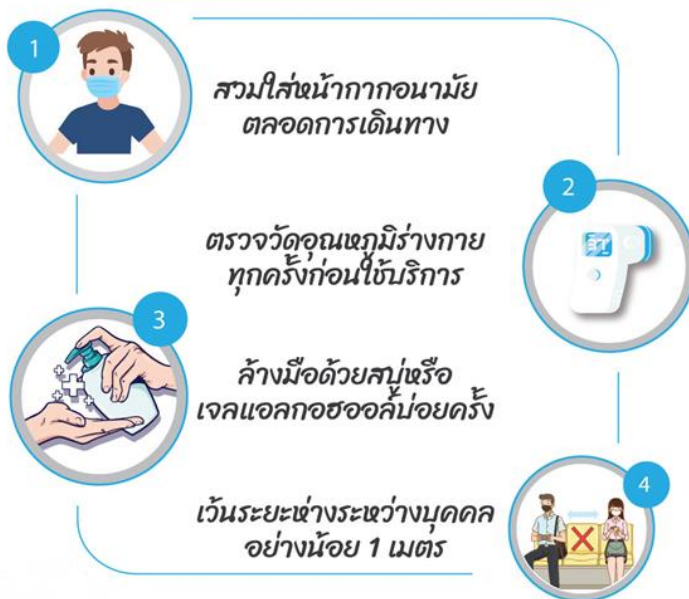 1
สวมใส่หน้ากากอนามัย
ตลอดการเดินทาง
2
ตรวจวัดอุณหภูมิร่างกาย
ทุกครั้งก่อนใช้บริการ
3
ล้างมือด้วยสบู่หรือ
เจลแอลกอฮออล์บ่อยครั้ง
4
เว้นระยะห่างระหว่างบุคคล
อย่างน้อย 1 เมตร